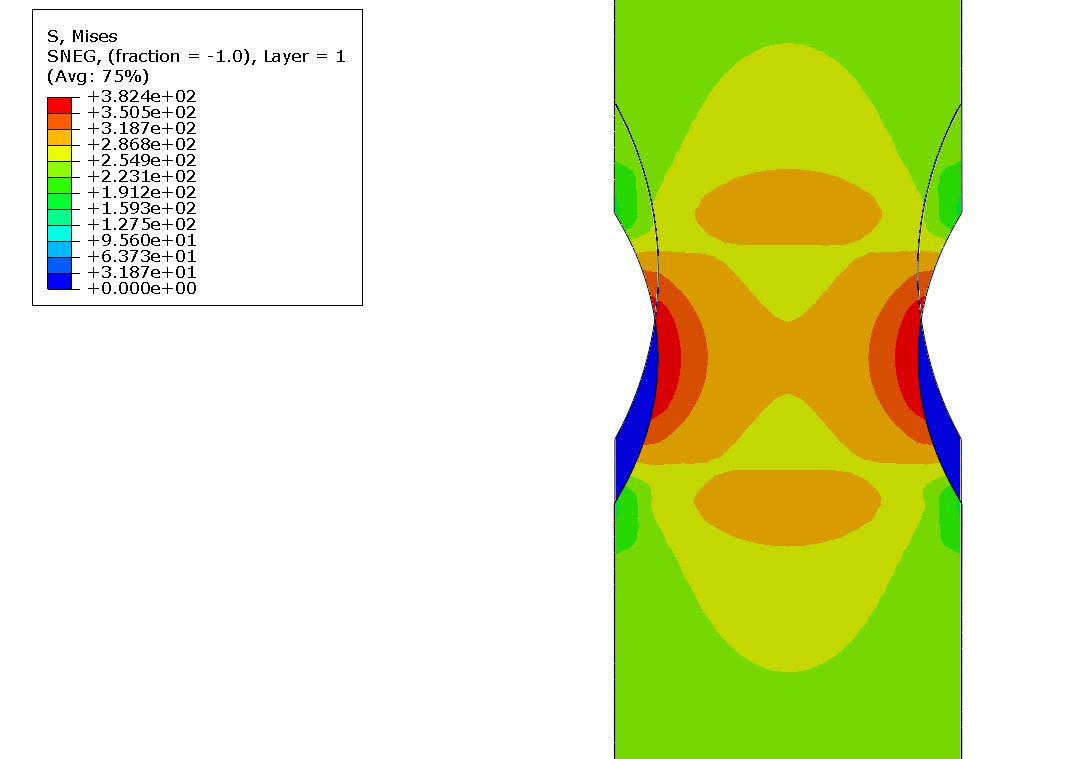 S, Mises
SNEG, (fraction = -1.0), Layer = 1
(Avg: 75%)
+3.824e+02
+3.505e+02
+3.187e+02
+2.868e+02
+2.549e+02
+2.231e+02
+1.912e+02
+1.593e+02
+1.275e+02
+9.560e+01
+6.373e+01
+3.187e+01
+0.000e+00